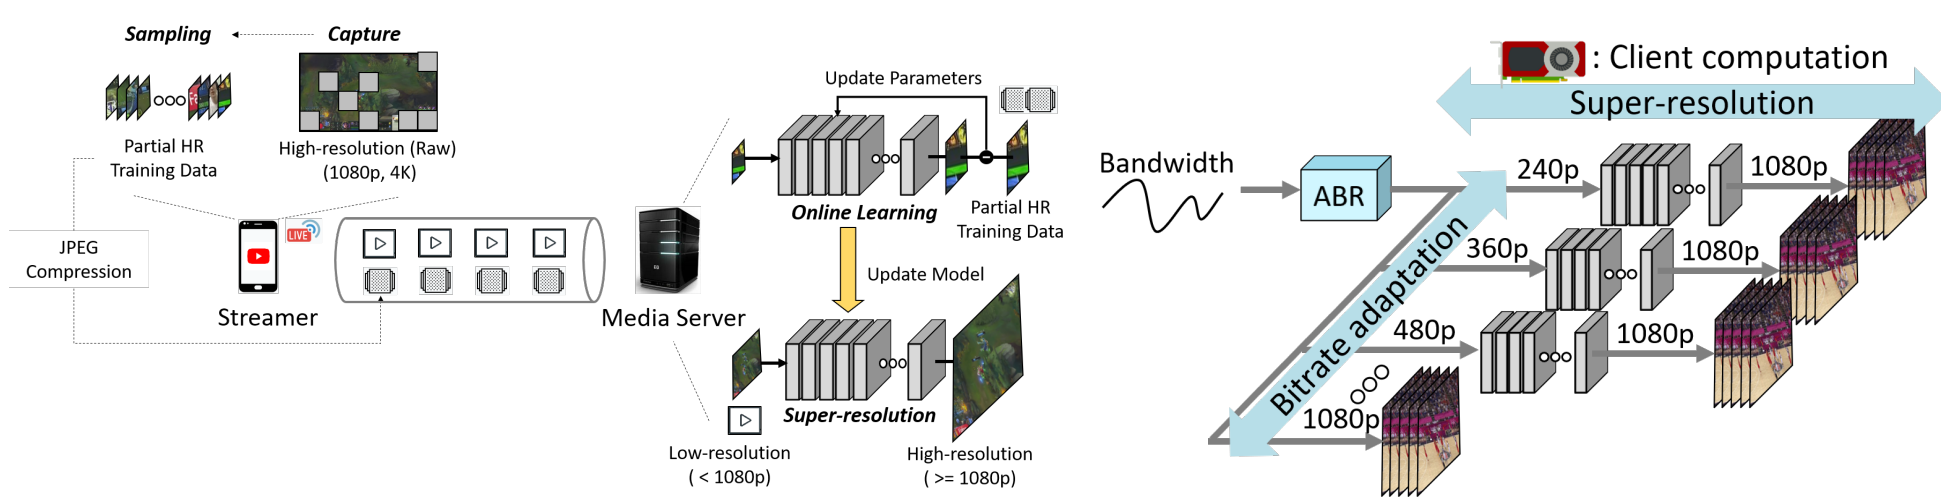 Sampling
Capture
Partial HR
Training Data
High-resolution (Raw)
(1080p, 4K)
JPEG
Compression
LIVE
Streamer
Media Server
Update Parameters
Online Learning
Partial HR
Training Data
Update Model
Super-resolution
Low-resolution
( < 1080p)
High-resolution
( >= 1080p)
: Client computation
Super-resolution
Bandwidth
ABR
Bitrate adaptation
240p
1080p
360p
1080p
480p
1080p
1080p